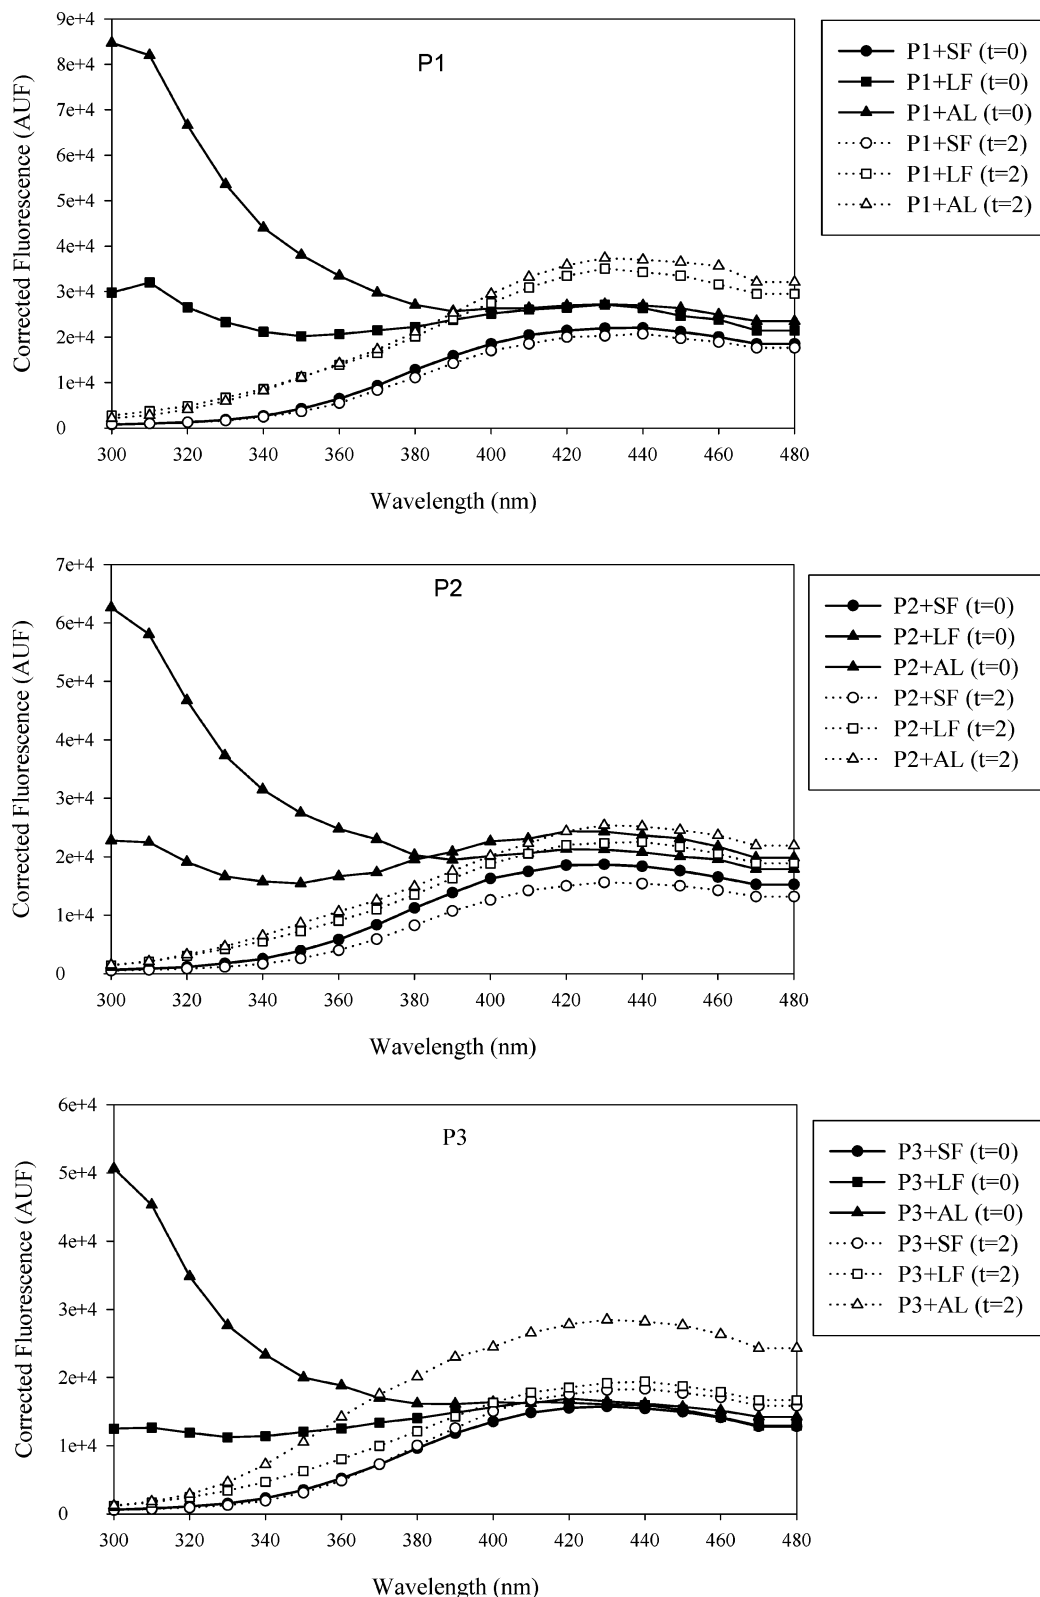 P1
Corrected Fluorescence (AUF)
9e+4
8e+4
7e+4
6e+4
5e+4
4e+4
3e+4
2e+4
1e+4
0
300 320 340 360 380 400 420 440 460 480
Wavelength (nm)
P1+SF (t=0)
P1+LF (t=0)
P1+AL (t=0)
P1+SF (t=2)
P1+LF (t=2)
P1+AL (t=2)
P2
Corrected Fluorescence (AUF)
7e+4
6e+4
5e+4
4e+4
3e+4
2e+4
1e+4
0
300 320 340 360 380 400 420 440 460 480
Wavelength (nm)
P2+SF (t=0)
P2+LF (t=0)
P2+AL (t=0)
P2+SF (t=2)
P2+LF (t=2)
P2+AL (t=2)
P3
Corrected Fluorescence (AUF)
6e+4
5e+4
4e+4
3e+4
2e+4
1e+4
0
300 320 340 360 380 400 420 440 460 480
Wavelength (nm)
P3+SF (t=0)
P3+LF (t=0)
P3+AL (t=0)
P3+SF (t=2)
P3+LF (t=2)
P3+AL (t=2)